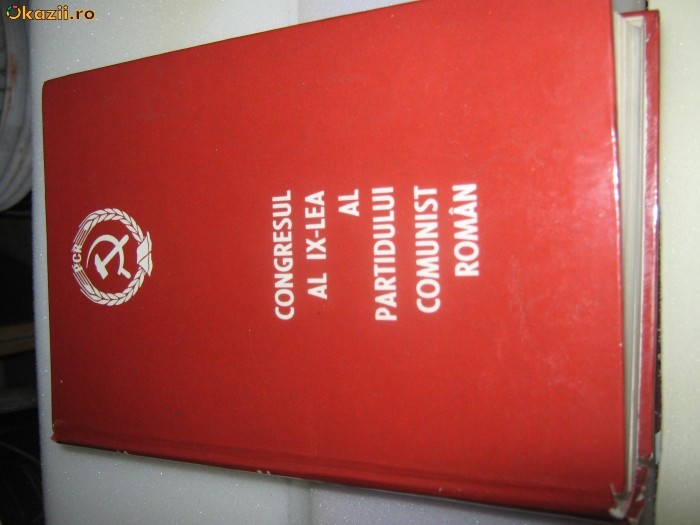 Okazii.ro
PCR
CONGRESUL
AL IX-LEA
AL
PARTIDULUI
COMUNIST
ROMÂN